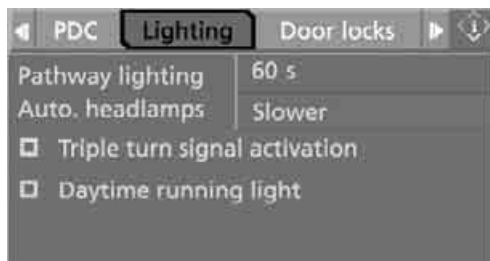 PDC Lighting Door locks
Pathway lighting 60 s
Auto. headlamps Slower
Triple turn signal activation
Daytime running light